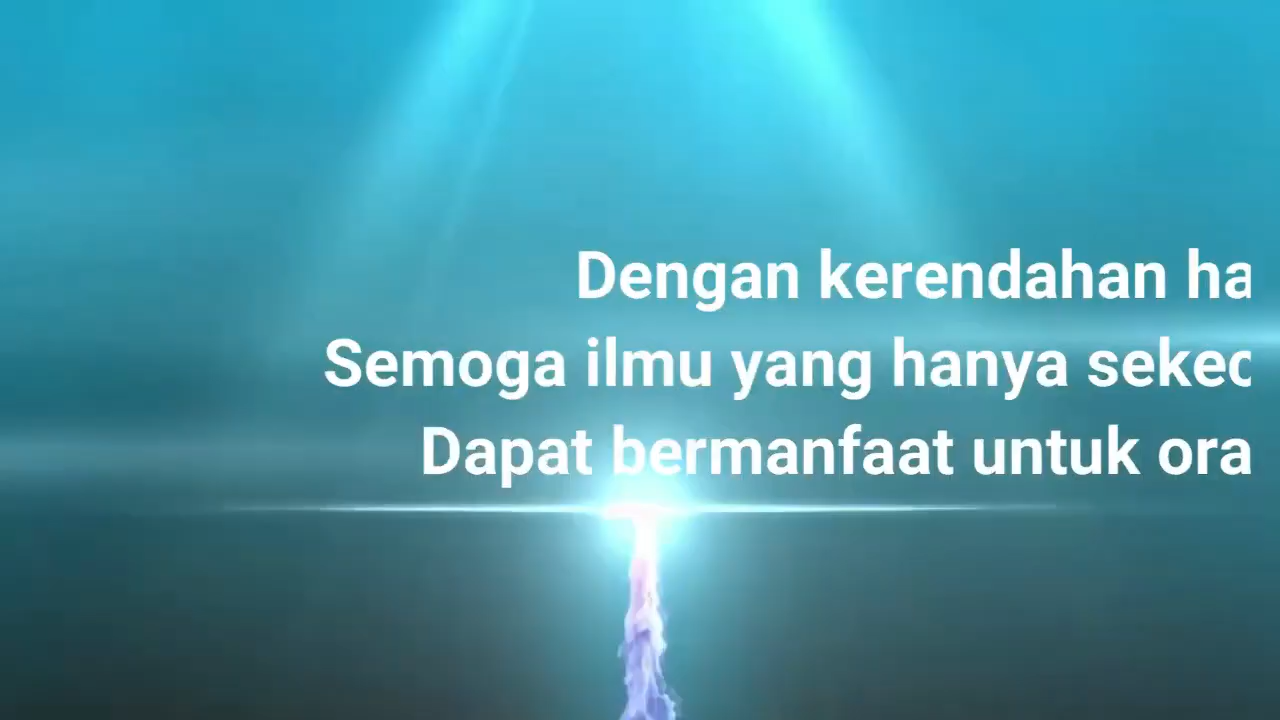 Dengan kerendahan ha
Semoga ilmu yang hanya sekec
Dapat bermanfaat untuk ora